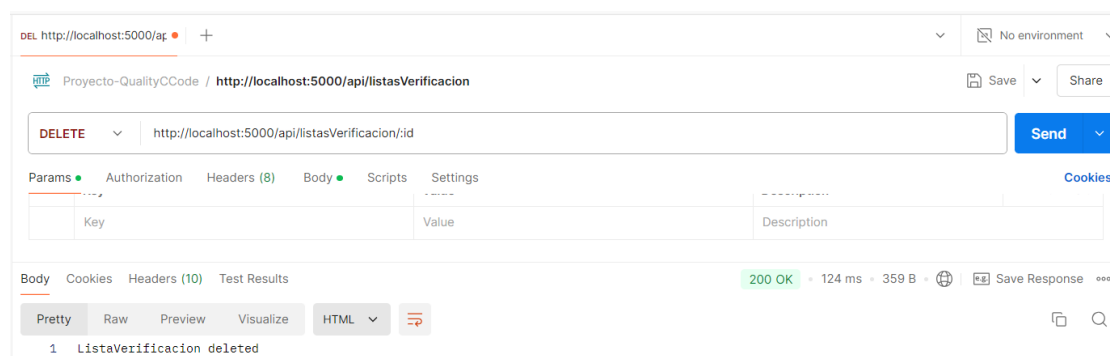 DEL http://localhost:5000/ap
No environment
HTTP Proyecto-QualityCCode / http://localhost:5000/api/listasVerificacion
Save Share
DELETE http://localhost:5000/api/listasVerificacion/:id
Send
Params Authorization Headers (8) Body Scripts Settings
Cookies
Key Value Description
Body Cookies Headers (10) Test Results
200 OK 124 ms 359 B e.g. Save Response
Pretty Raw Preview Visualize HTML
1 ListaVerificacion deleted